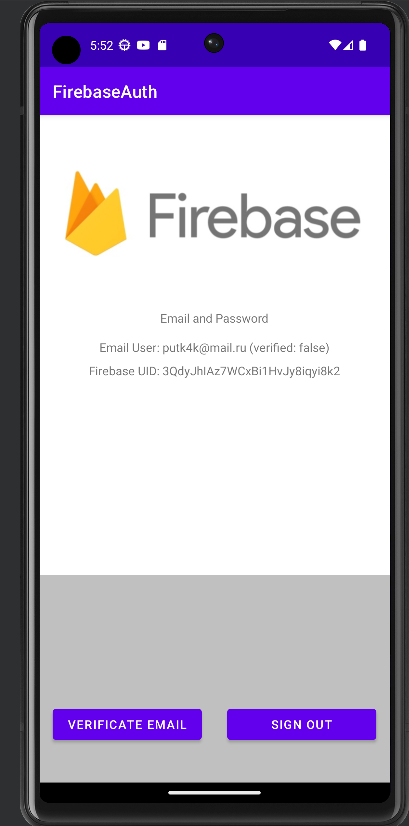 5:52
FirebaseAuth
Firebase
Email and Password
Email User: putk4k@mail.ru (verified: false)
Firebase UID: 3QdyJhIAz7WCxBi1HvJy8iqyi8k2
VERIFICATE EMAIL
SIGN OUT